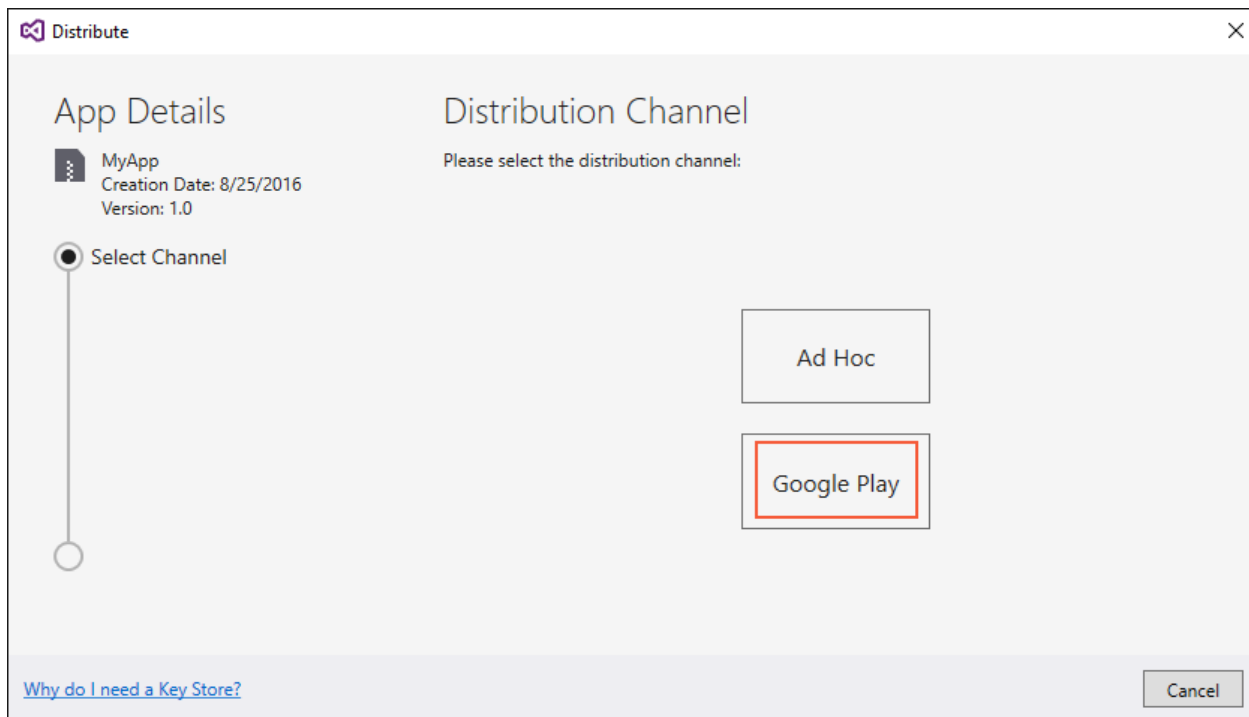 Distribute
App Details
MyApp
Creation Date: 8/25/2016
Version: 1.0
Select Channel
Distribution Channel
Please select the distribution channel:
Ad Hoc
Google Play
Why do I need a Key Store?
Cancel